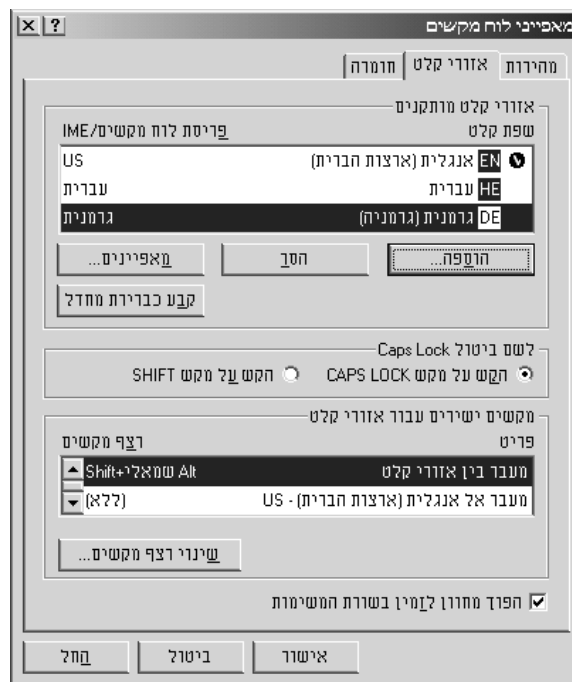 מאפייני לוח מקשים
מהירות אזורי קלט חומרה
אזורי קלט מותקנים
שפת קלט פריסת לוח מקשים/IME
EN אנגלית (ארצות הברית) US
HE עברית עברית
DE גרמנית (גרמניה) גרמנית
הוספה... הסר מאפיינים...
קבע כברירת מחדל
לשם ביטול Caps Lock
הקש על מקש CAPS LOCK הקש על מקש SHIFT
מקשים ישירים עבור אזורי קלט
פריט רצף מקשים
מעבר בין אזורי קלט Alt שמאלי+Shift
מעבר אל אנגלית (ארצות הברית) - US (ללא)
שינוי רצף מקשים...
הפוך מחוון לזמין בשורת המשימות
אישור ביטול החל